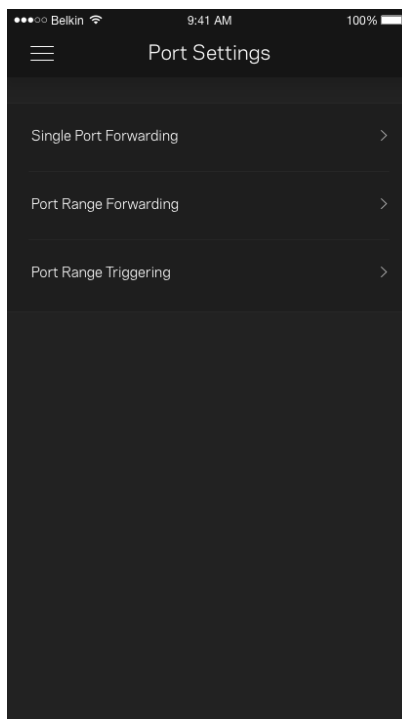 Belkin 9:41 AM 100%
Port Settings
Single Port Forwarding
Port Range Forwarding
Port Range Triggering